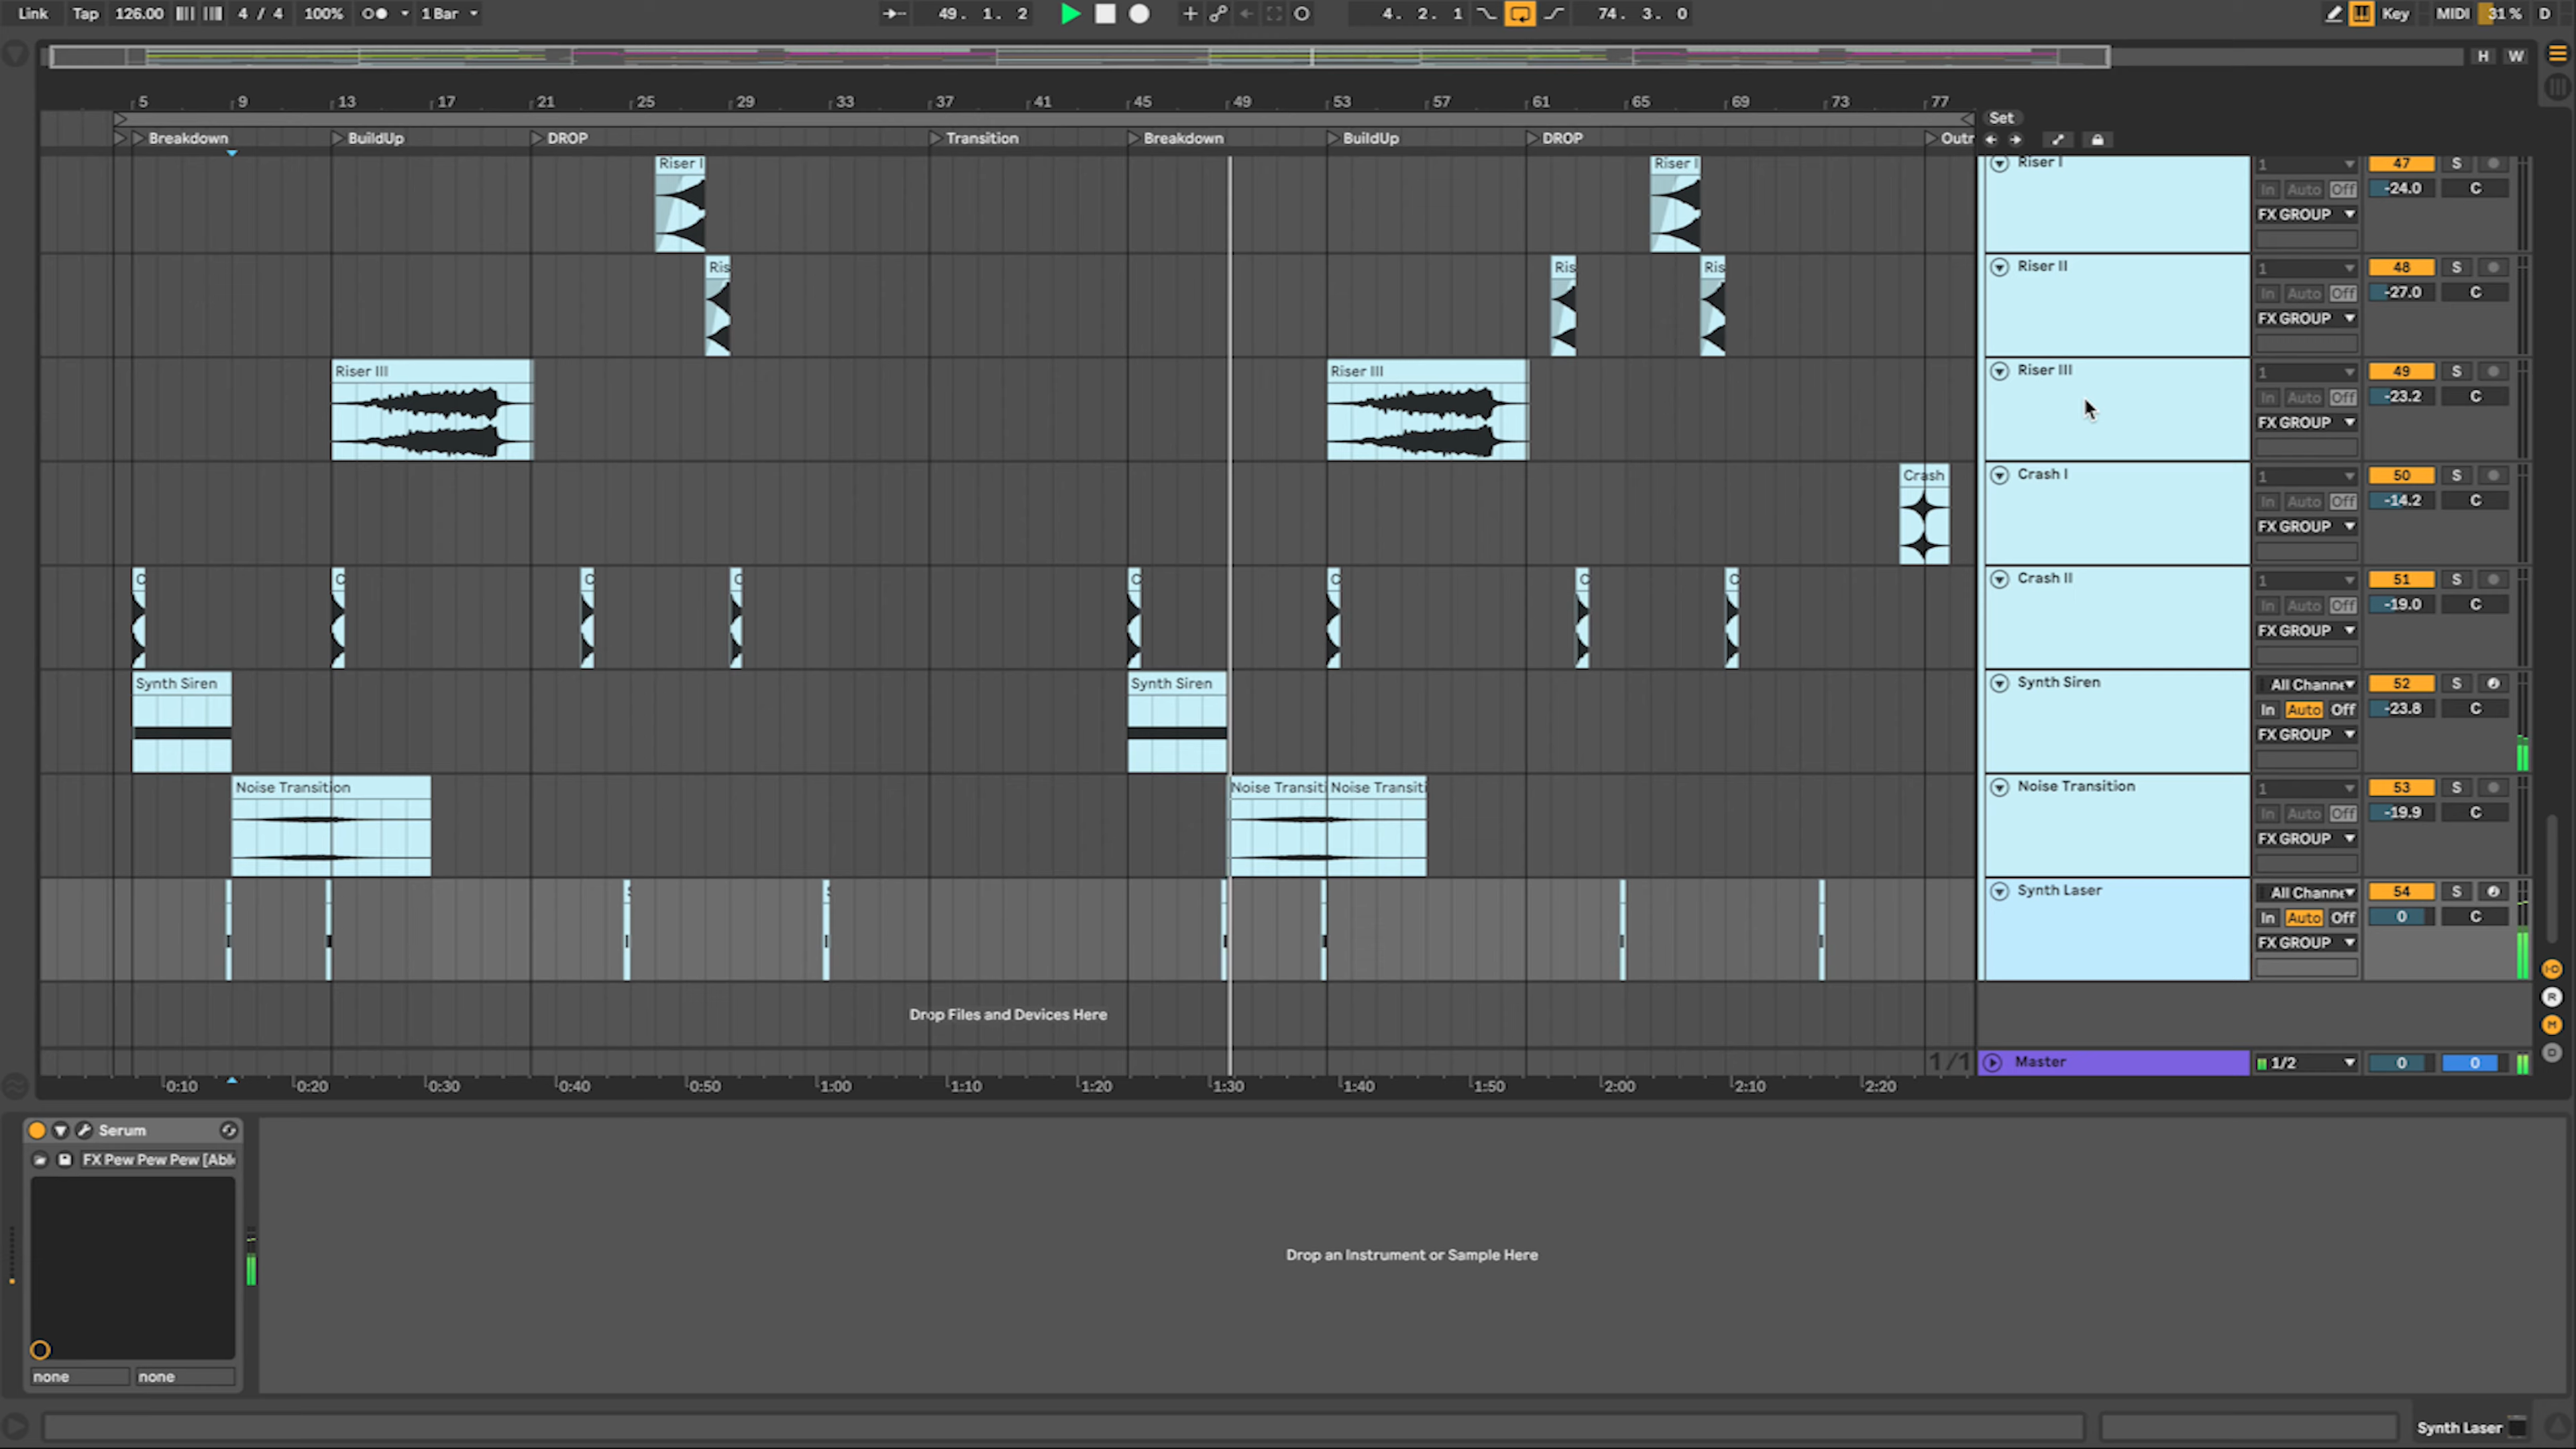 Link Tap 126.00 4 / 4 100% 1 Bar 49. 1. 2 4. 2. 1 74. 3. 0 Key MIDI 31 % D
H W
5 9 13 17 21 25 29 33 37 41 45 49 53 57 61 65 69 73 77
Set
Breakdown BuildUp DROP Transition Breakdown BuildUp DROP Outr
Riser I Riser I Riser I 1 47 S
In Auto Off -24.0 C
FX GROUP
Ris Ris Ris Riser II 1 48 S
In Auto Off -27.0 C
FX GROUP
Riser III Riser III Riser III 1 49 S
In Auto Off -23.2 C
FX GROUP
Crash Crash I 1 50 S
In Auto Off -14.2 C
FX GROUP
C C C C C C C C Crash II 1 51 S
In Auto Off -19.0 C
FX GROUP
Synth Siren Synth Siren Synth Siren All Channe 52 S
In Auto Off -23.8 C
FX GROUP
Noise Transition Noise Transiti Noise Transiti Noise Transition 1 53 S
In Auto Off -19.9 C
FX GROUP
Synth Laser All Channe 54 S
In Auto Off 0 C
FX GROUP
I·O
R
M
D
Drop Files and Devices Here
1/1 Master 1/2 0 0
0:10 0:20 0:30 0:40 0:50 1:00 1:10 1:20 1:30 1:40 1:50 2:00 2:10 2:20
Serum
FX Pew Pew Pew [Abl
Drop an Instrument or Sample Here
none none
Synth Laser